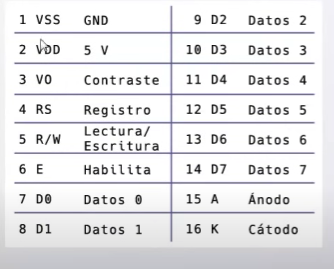 1 VSS GND
2 VDD 5 V
3 VO Contraste
4 RS Registro
5 R/W Lectura/
Escritura
6 E Habilita
7 D0 Datos 0
8 D1 Datos 1
9 D2 Datos 2
10 D3 Datos 3
11 D4 Datos 4
12 D5 Datos 5
13 D6 Datos 6
14 D7 Datos 7
15 A Ánodo
16 K Cátodo